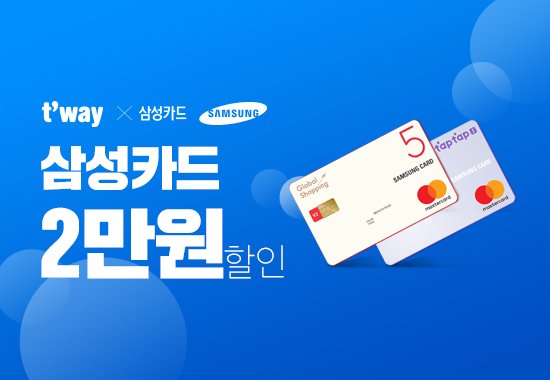 t'way × 삼성카드 SAMSUNG
삼성카드
2만원할인
5
Global
Shopping
SAMSUNG CARD
V2
mastercard
taptap
SAMSUNG CARD
mastercard